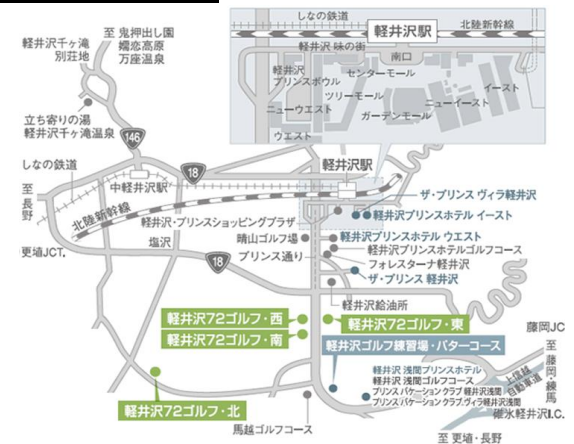 しなの鉄道
軽井沢駅
北陸新幹線
軽井沢 味の街
南口
軽井沢
プリンスボウル
センターモール
ツリーモール
ニューウエスト
ガーデンモール
ニューイースト
イースト
ウエスト
至 鬼押出し園
嬬恋高原
万座温泉
軽井沢千ヶ滝
別荘地
立ち寄りの湯
軽井沢千ヶ滝温泉
146
しなの鉄道
18
中軽井沢駅
軽井沢駅
至長野
北陸新幹線
ザ・プリンス ヴィラ軽井沢
軽井沢プリンスホテル イースト
軽井沢・プリンスショッピングプラザ
塩沢
晴山ゴルフ場
軽井沢プリンスホテル ウエスト
軽井沢プリンスホテルゴルフコース
プリンス通り
フォレスターナ軽井沢
更埴JCT.
18
ザ・プリンス 軽井沢
軽井沢給油所
軽井沢72ゴルフ・西
軽井沢72ゴルフ・東
軽井沢72ゴルフ・南
軽井沢ゴルフ練習場・パターコース
藤岡JC
至 藤岡・練馬
軽井沢 浅間プリンスホテル
軽井沢 浅間ゴルフコース
プリンス バケーション クラブ 軽井沢浅間
プリンス バケーション クラブ ヴィラ軽井沢浅間
上信越
自動車道
碓氷軽井沢I.C.
軽井沢72ゴルフ・北
馬越ゴルフコース
至 更埴・長野